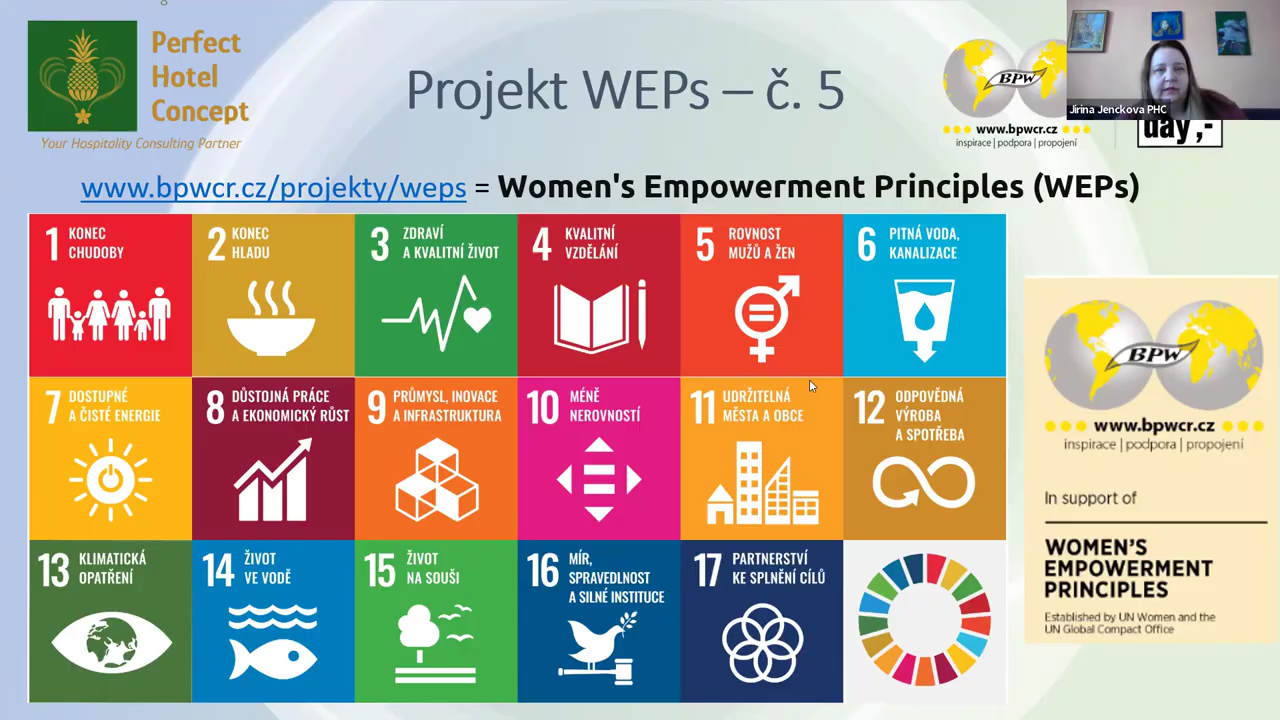 Perfect
Hotel
Concept
Your Hospitality Consulting Partner
Projekt WEPs – č. 5
BPW
www.bpwcr.cz
inspirace | podpora | propojení
Jirina Jenckova PHC
day,-
www.bpwcr.cz/projekty/weps = Women's Empowerment Principles (WEPs)
1 KONEC
CHUDOBY
2 KONEC
HLADU
3 ZDRAVÍ
A KVALITNÍ ŽIVOT
4 KVALITNÍ
VZDĚLÁNÍ
5 ROVNOST
MUŽŮ A ŽEN
6 PITNÁ VODA,
KANALIZACE
7 DOSTUPNÉ
A ČISTÉ ENERGIE
8 DŮSTOJNÁ PRÁCE
A EKONOMICKÝ RŮST
9 PRŮMYSL, INOVACE
A INFRASTRUKTURA
10 MÉNĚ
NEROVNOSTÍ
11 UDRŽITELNÁ
MĚSTA A OBCE
12 ODPOVĚDNÁ
VÝROBA
A SPOTŘEBA
13 KLIMATICKÁ
OPATŘENÍ
14 ŽIVOT
VE VODĚ
15 ŽIVOT
NA SOUŠI
16 MÍR,
SPRAVEDLNOST
A SILNÉ INSTITUCE
17 PARTNERSTVÍ
KE SPLNĚNÍ CÍLŮ
BPW
www.bpwcr.cz
inspirace | podpora | propojení
In support of
WOMEN'S
EMPOWERMENT
PRINCIPLES
Established by UN Women and the
UN Global Compact Office